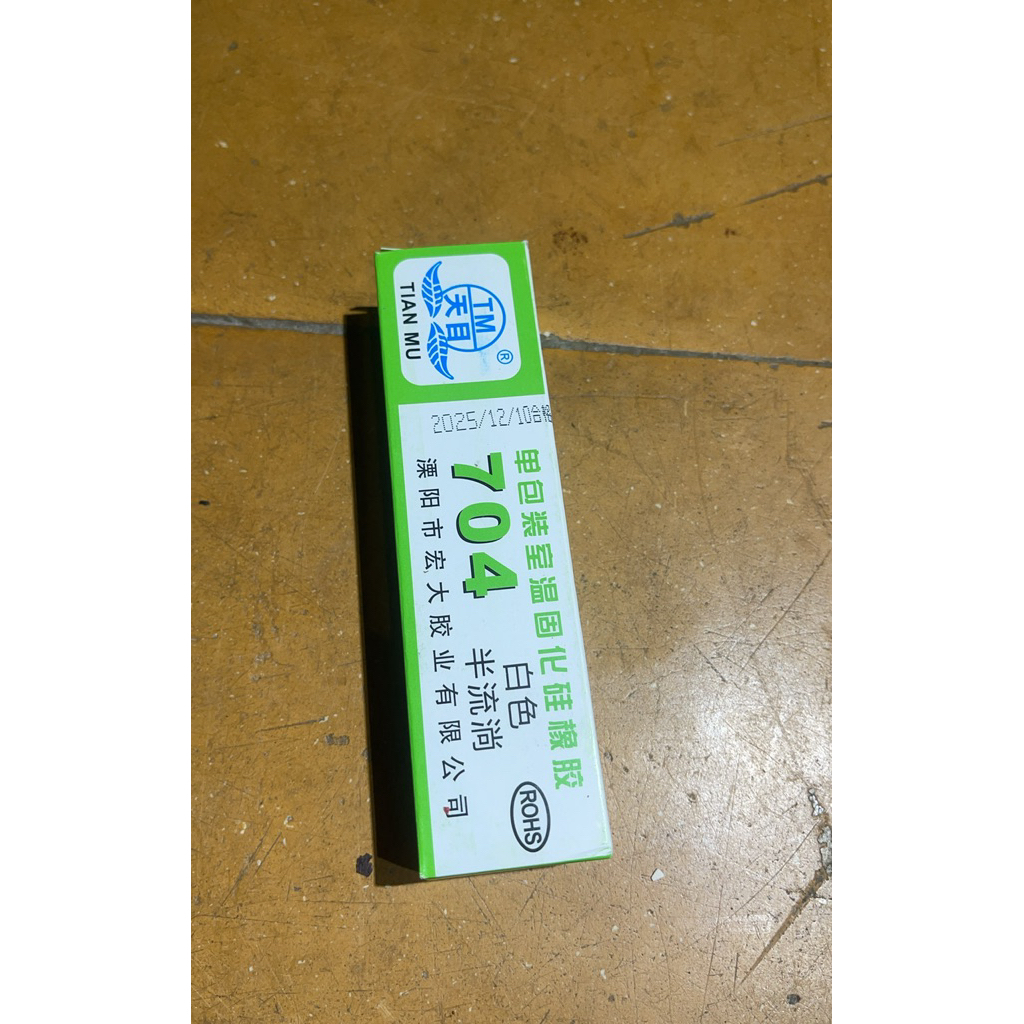 TM
天目
®
TIAN MU
2025/12/10合格
单包装室温固化硅橡胶
704
白色
半流淌
溧阳市宏大胶业有限公司
ROHS